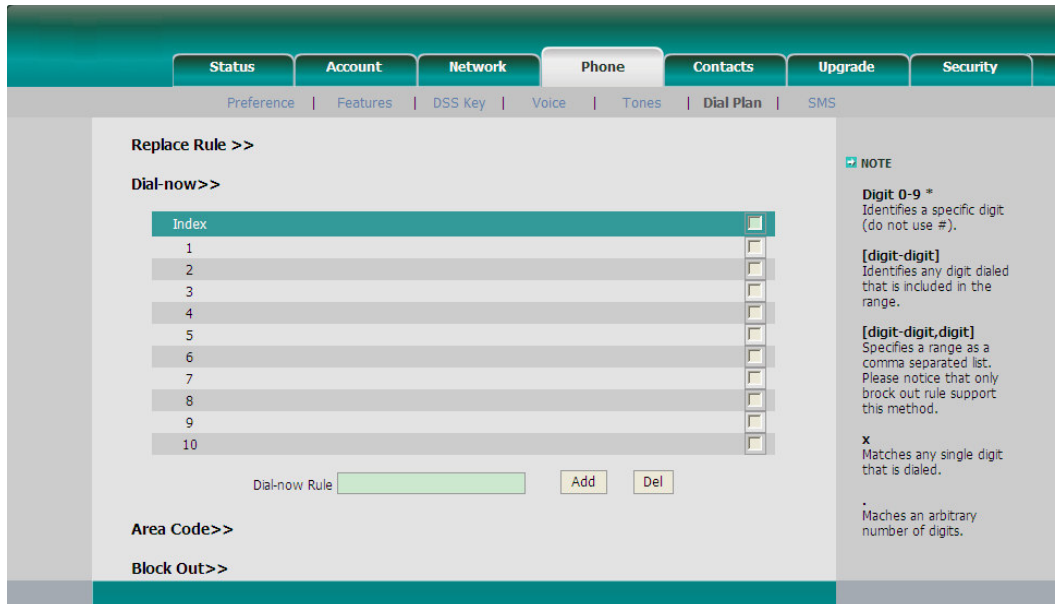 Status Account Network Phone Contacts Upgrade Security
Preference | Features | DSS Key | Voice | Tones | Dial Plan | SMS
Replace Rule >>
Dial-now>>
Index
1
2
3
4
5
6
7
8
9
10
Dial-now Rule Add Del
Area Code>>
Block Out>>
NOTE
Digit 0-9 *
Identifies a specific digit
(do not use #).
[digit-digit]
Identifies any digit dialed
that is included in the
range.
[digit-digit,digit]
Specifies a range as a
comma separated list.
Please notice that only
brock out rule support
this method.
x
Matches any single digit
that is dialed.
.
Maches an arbitrary
number of digits.